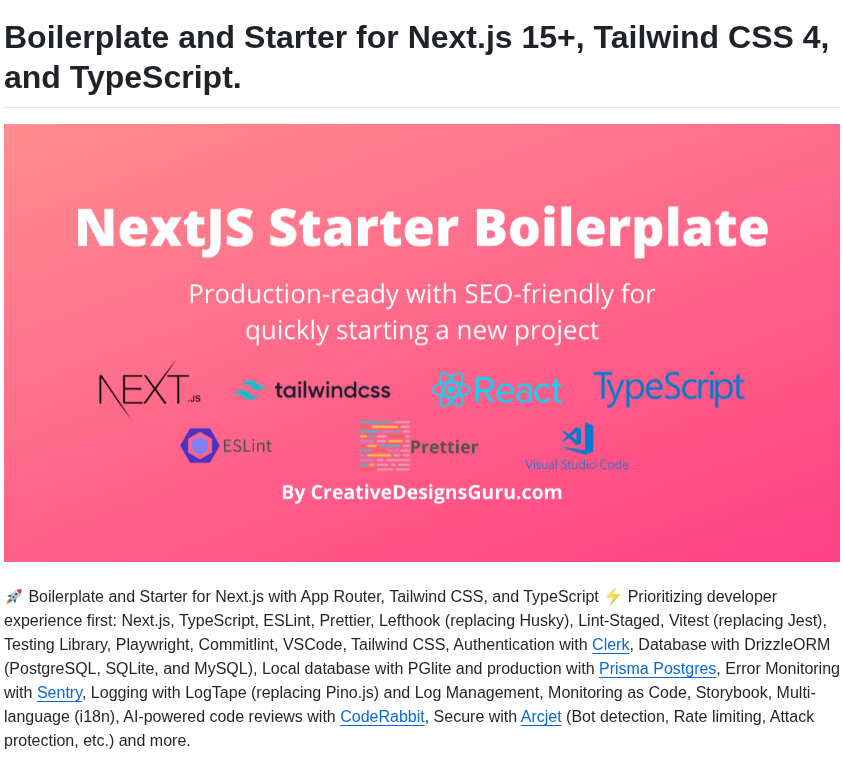 Boilerplate and Starter for Next.js 15+, Tailwind CSS 4,
and TypeScript.
NextJS Starter Boilerplate
Production-ready with SEO-friendly for
quickly starting a new project
NEXT.JS tailwindcss React TypeScript
ESLint Prettier Visual Studio Code
By CreativeDesignsGuru.com
🚀 Boilerplate and Starter for Next.js with App Router, Tailwind CSS, and TypeScript ⚡ Prioritizing developer
experience first: Next.js, TypeScript, ESLint, Prettier, Lefthook (replacing Husky), Lint-Staged, Vitest (replacing Jest),
Testing Library, Playwright, Commitlint, VSCode, Tailwind CSS, Authentication with Clerk, Database with DrizzleORM
(PostgreSQL, SQLite, and MySQL), Local database with PGlite and production with Prisma Postgres, Error Monitoring
with Sentry, Logging with LogTape (replacing Pino.js) and Log Management, Monitoring as Code, Storybook, Multi-
language (i18n), AI-powered code reviews with CodeRabbit, Secure with Arcjet (Bot detection, Rate limiting, Attack
protection, etc.) and more.